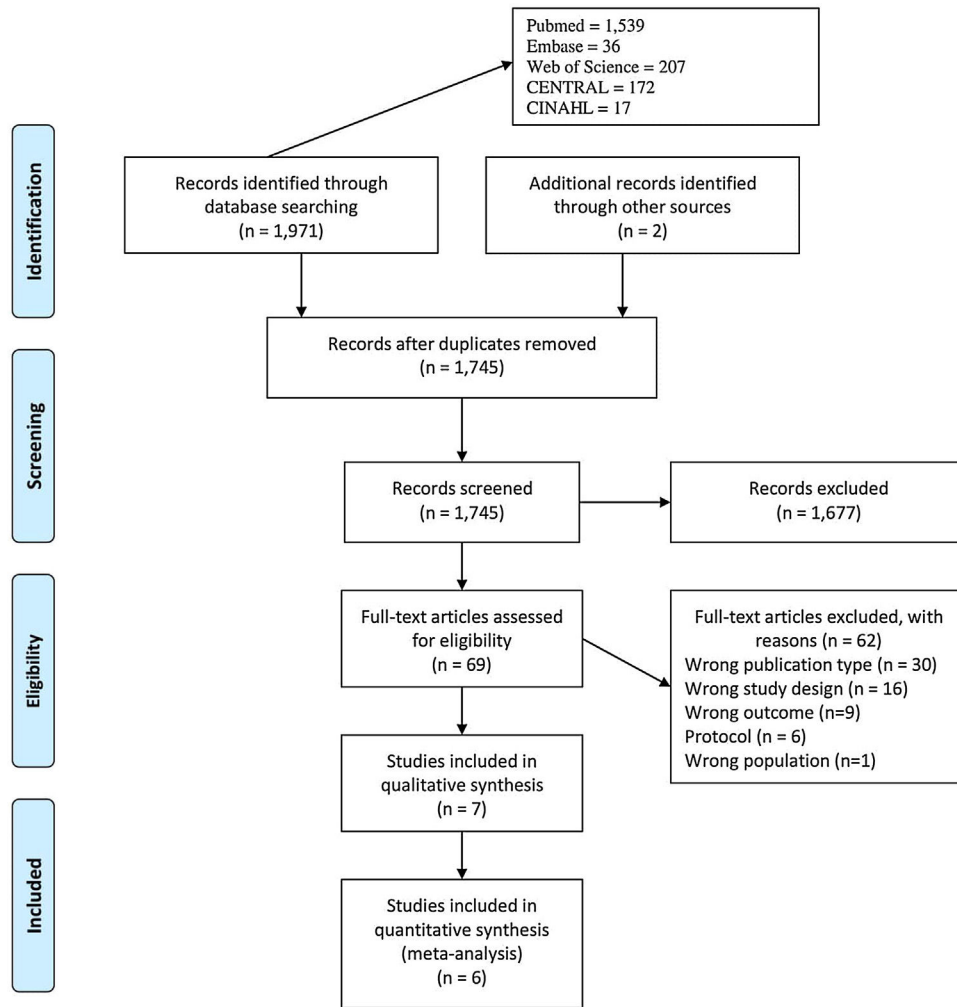 Pubmed = 1,539
Embase = 36
Web of Science = 207
CENTRAL = 172
CINAHL = 17
Identification
Records identified through
database searching
(n = 1,971)
Additional records identified
through other sources
(n = 2)
Records after duplicates removed
(n = 1,745)
Screening
Records screened
(n = 1,745)
Records excluded
(n = 1,677)
Eligibility
Full-text articles assessed
for eligibility
(n = 69)
Full-text articles excluded, with
reasons (n = 62)
Wrong publication type (n = 30)
Wrong study design (n = 16)
Wrong outcome (n=9)
Protocol (n = 6)
Wrong population (n=1)
Studies included in
qualitative synthesis
(n = 7)
Included
Studies included in
quantitative synthesis
(meta-analysis)
(n = 6)